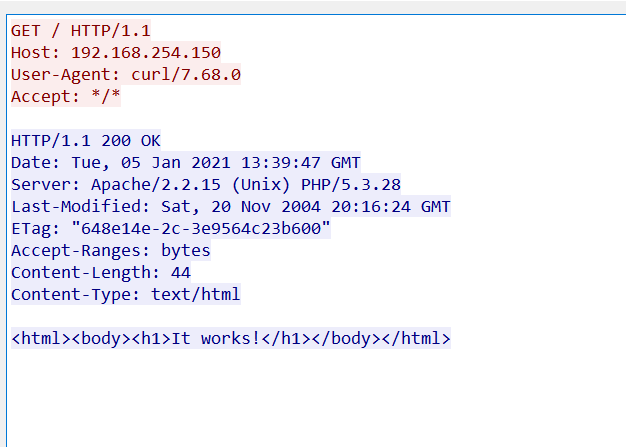 GET / HTTP/1.1
Host: 192.168.254.150
User-Agent: curl/7.68.0
Accept: */*
HTTP/1.1 200 OK
Date: Tue, 05 Jan 2021 13:39:47 GMT
Server: Apache/2.2.15 (Unix) PHP/5.3.28
Last-Modified: Sat, 20 Nov 2004 20:16:24 GMT
ETag: "648e14e-2c-3e9564c23b600"
Accept-Ranges: bytes
Content-Length: 44
Content-Type: text/html
<html><body><h1>It works!</h1></body></html>